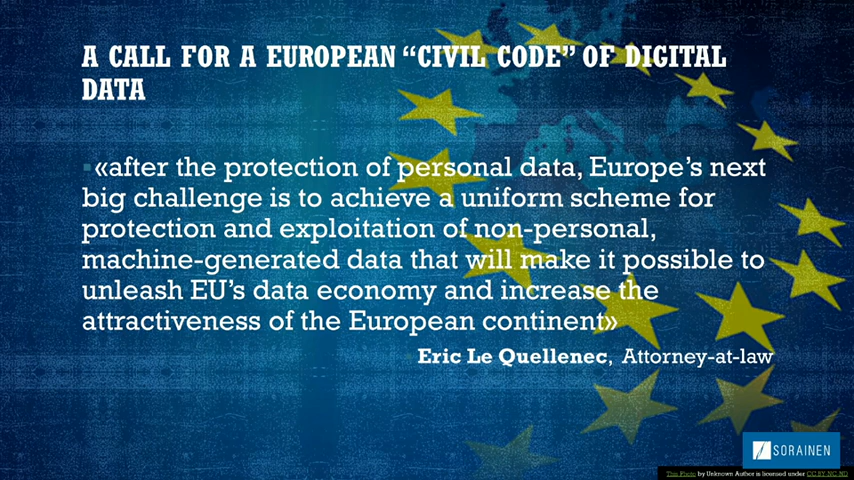 A CALL FOR A EUROPEAN “CIVIL CODE” OF DIGITAL
DATA
«after the protection of personal data, Europe’s next
big challenge is to achieve a uniform scheme for
protection and exploitation of non-personal,
machine-generated data that will make it possible to
unleash EU’s data economy and increase the
attractiveness of the European continent»
Eric Le Quellenec, Attorney-at-law
SORAINEN
This Photo by Unknown Author is licensed under CC BY-NC-ND